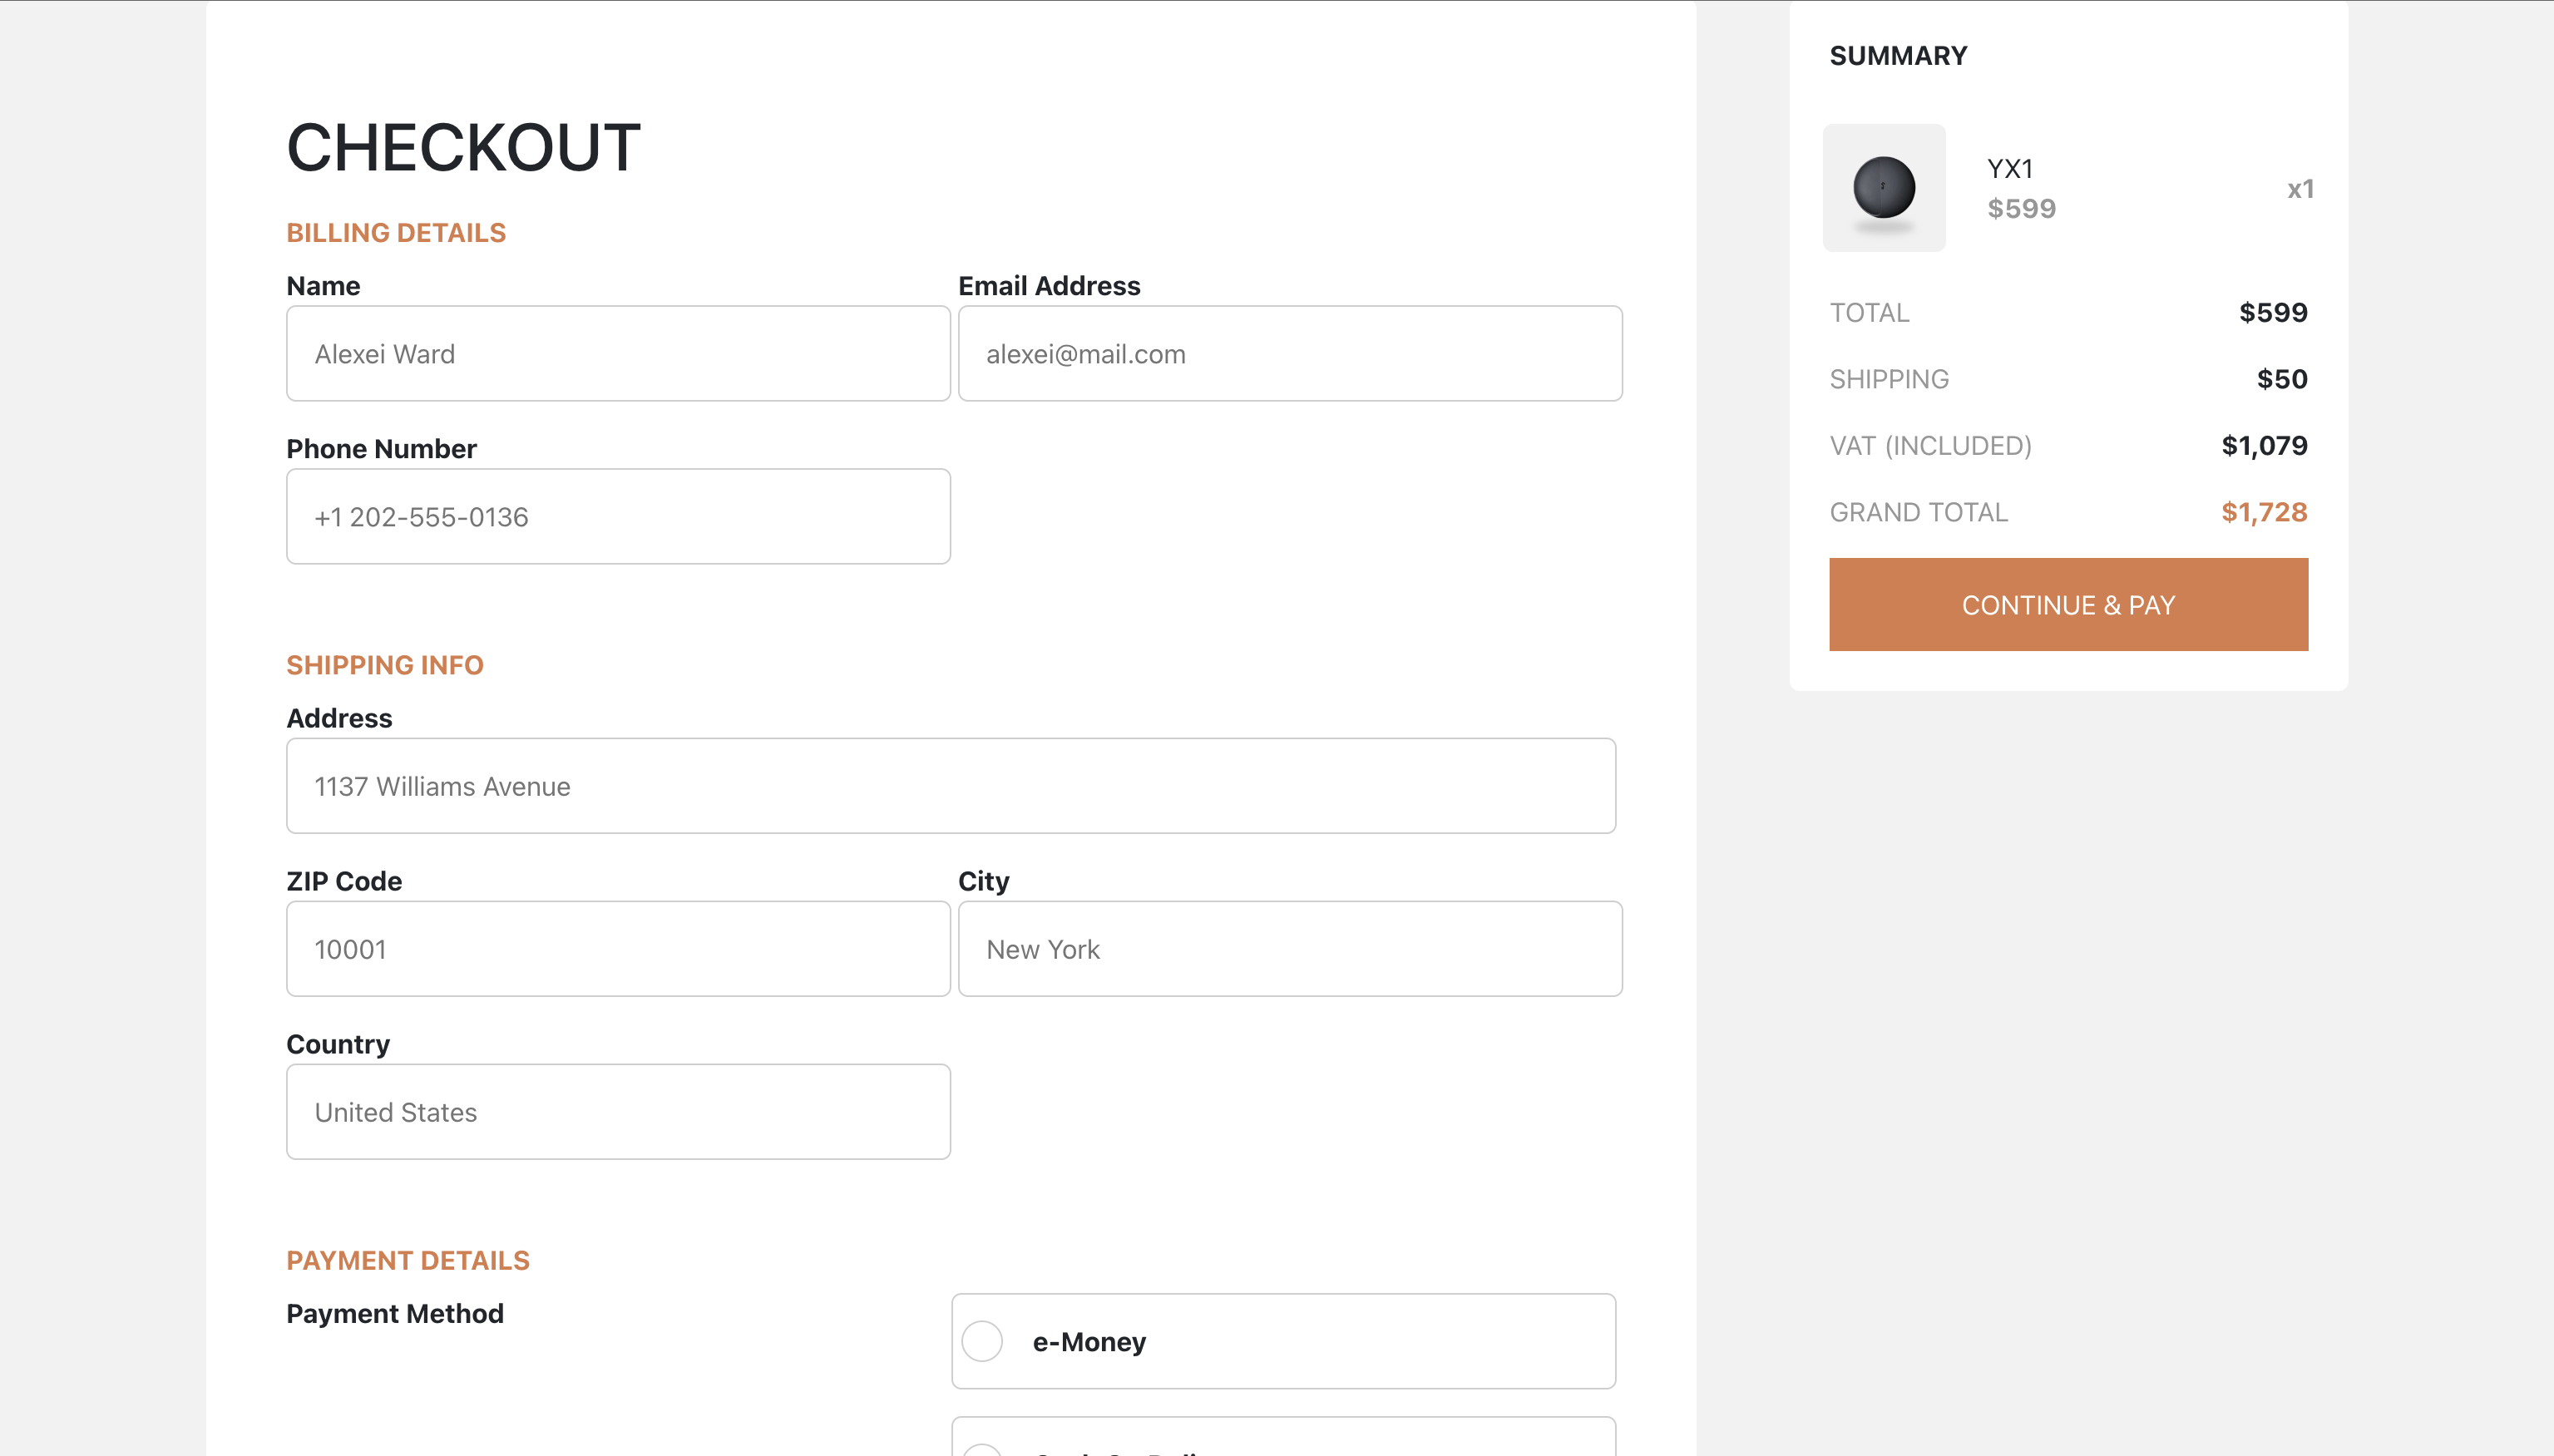 CHECKOUT
BILLING DETAILS
Name
Email Address
Alexei Ward
alexei@mail.com
Phone Number
+1 202-555-0136
SHIPPING INFO
Address
1137 Williams Avenue
ZIP Code
City
10001
New York
Country
United States
PAYMENT DETAILS
Payment Method
e-Money
SUMMARY
YX1
$599
x1
TOTAL
$599
SHIPPING
$50
VAT (INCLUDED)
$1,079
GRAND TOTAL
$1,728
CONTINUE & PAY